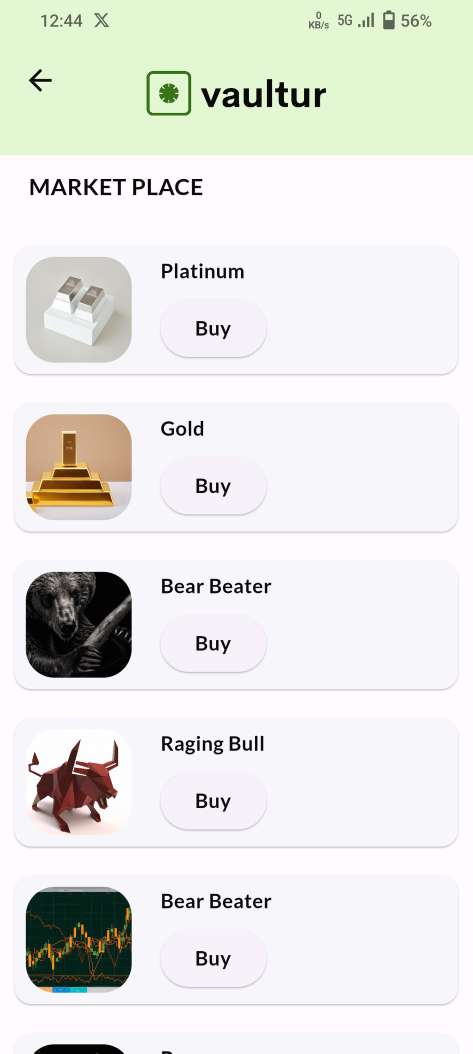 12:44 0 KB/s 5G 56%
vaultur
MARKET PLACE
Platinum
Buy
Gold
Buy
Bear Beater
Buy
Raging Bull
Buy
Bear Beater
Buy